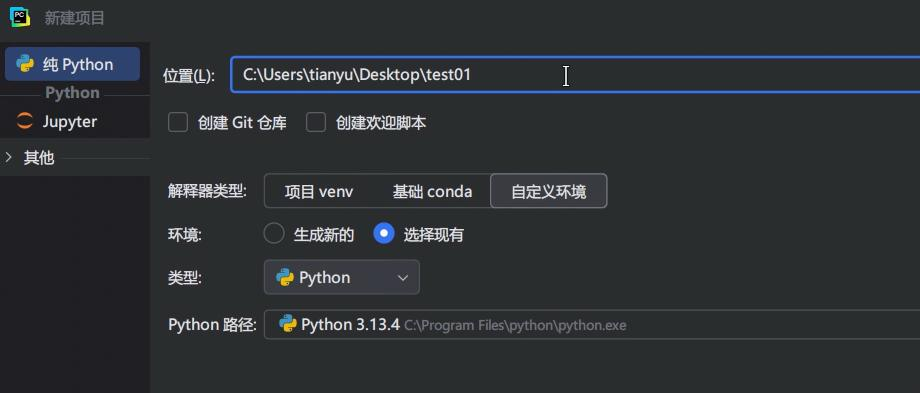 PC
新建项目
纯 Python
Python
Jupyter
其他
位置(L): C:\Users\tianyu\Desktop\test01
创建 Git 仓库 创建欢迎脚本
解释器类型: 项目 venv 基础 conda 自定义环境
环境: 生成新的 选择现有
类型: Python
Python 路径: Python 3.13.4 C:\Program Files\python\python.exe